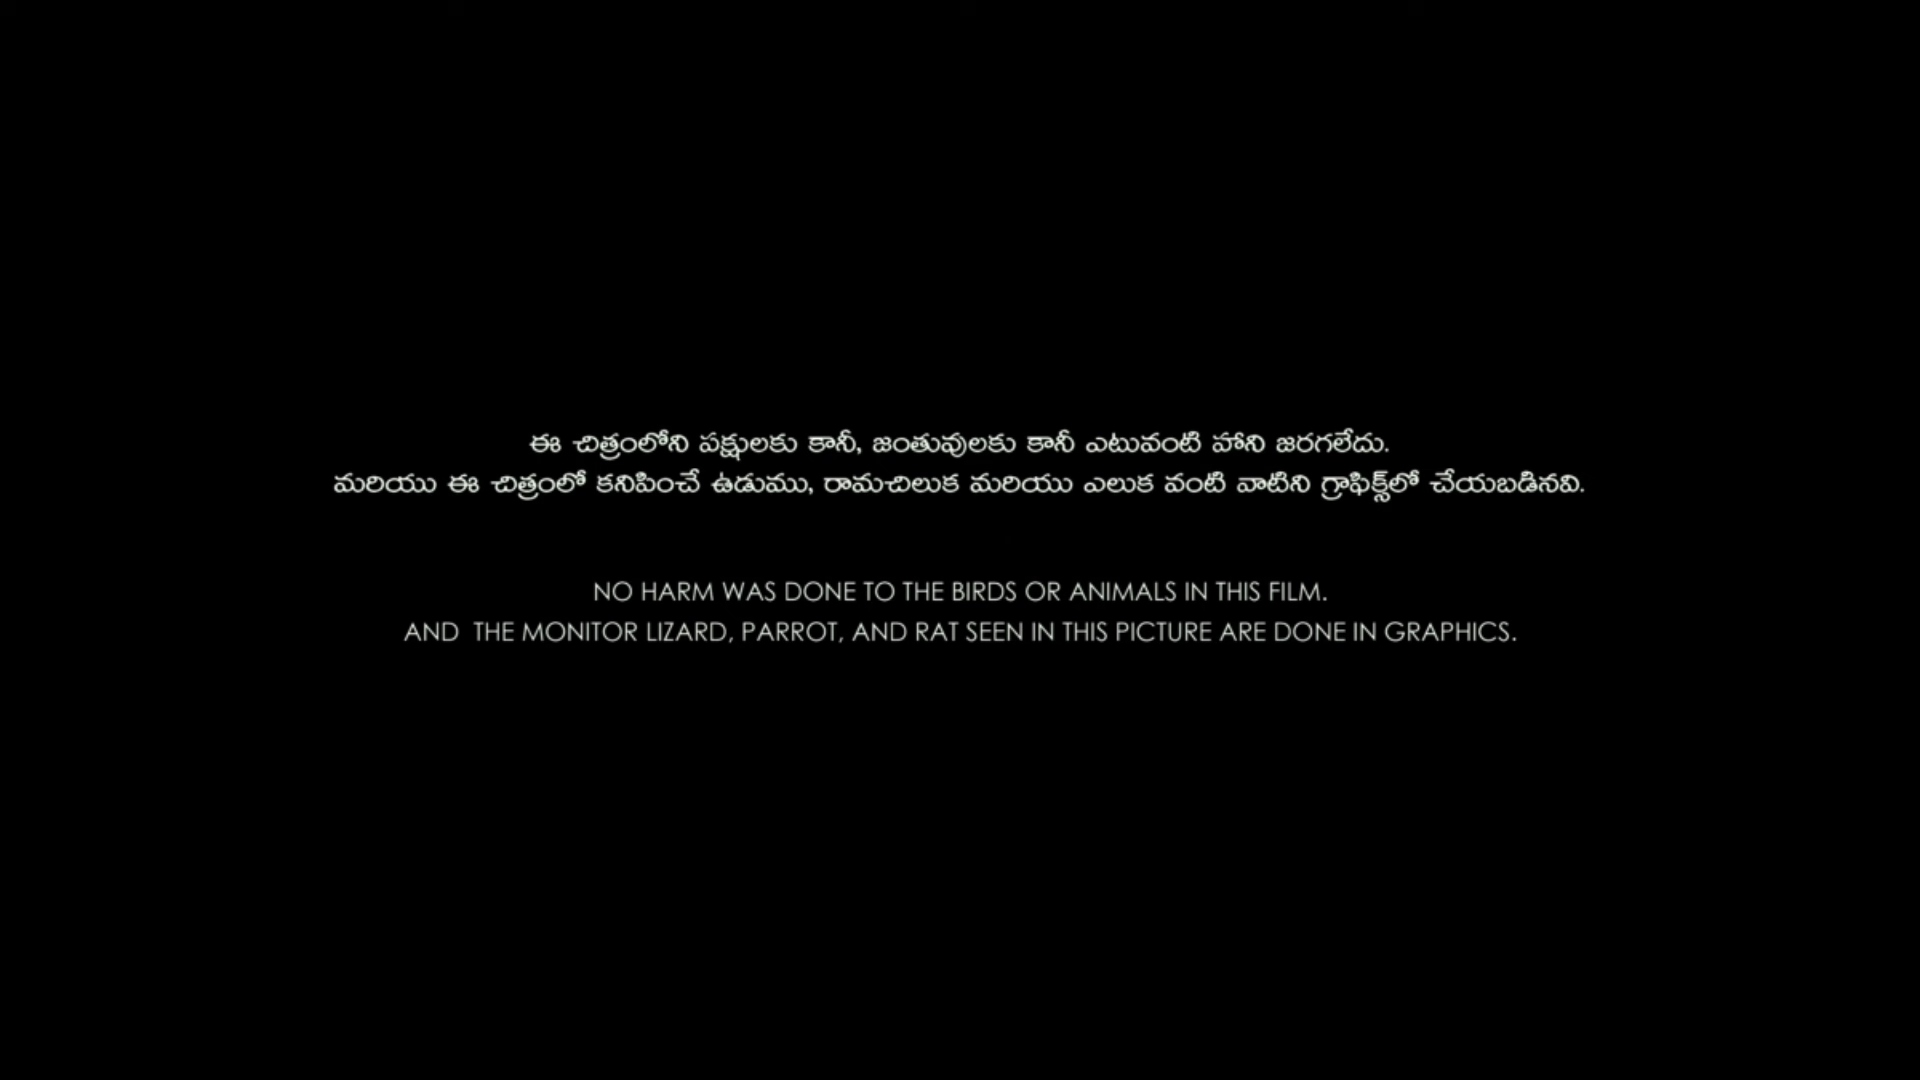 ఈ చిత్రంలోని పక్షులకు కానీ, జంతువులకు కానీ ఎటువంటి హాని జరగలేదు.
మరియు ఈ చిత్రంలో కనిపించే ఉడుము, రామచిలుక మరియు ఎలుక వంటి వాటిని గ్రాఫిక్స్‌లో చేయబడినవి.
NO HARM WAS DONE TO THE BIRDS OR ANIMALS IN THIS FILM.
AND THE MONITOR LIZARD, PARROT, AND RAT SEEN IN THIS PICTURE ARE DONE IN GRAPHICS.